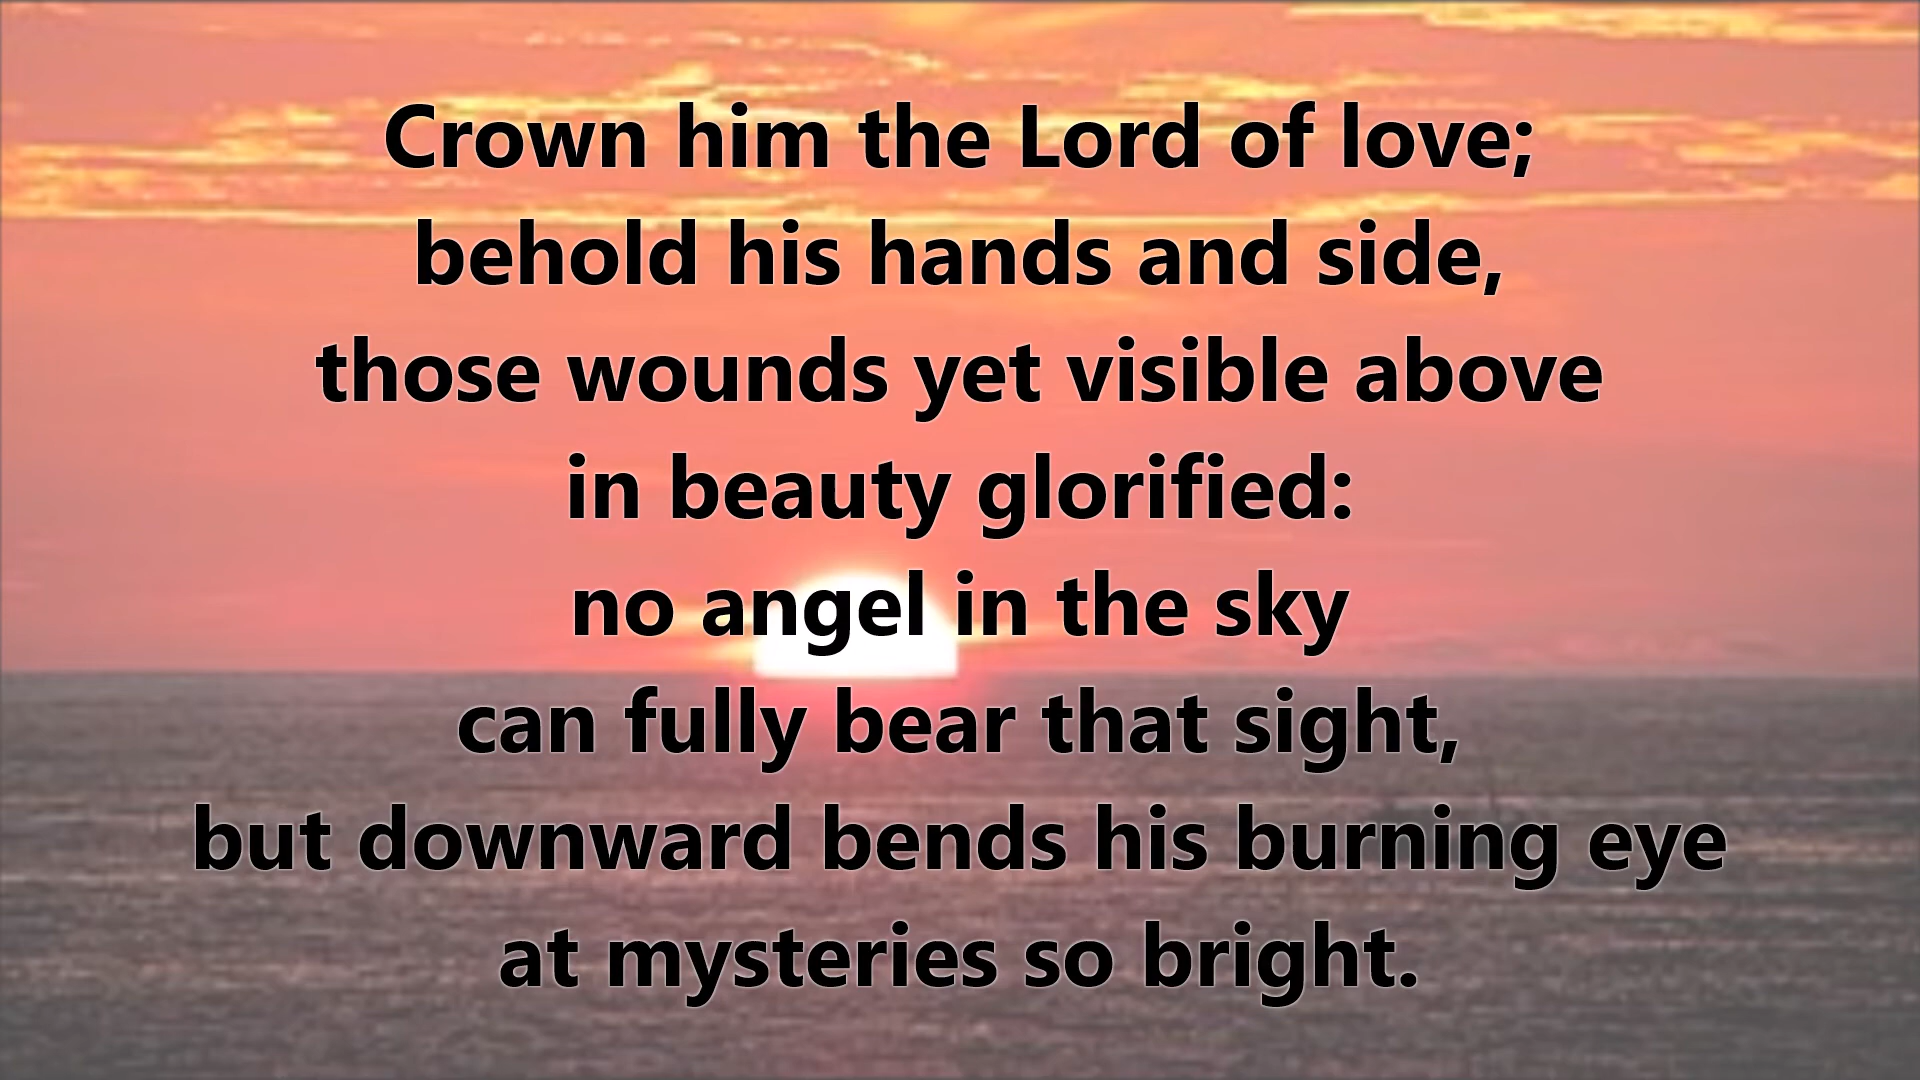 Crown him the Lord of love;
behold his hands and side,
those wounds yet visible above
in beauty glorified:
no angel in the sky
can fully bear that sight,
but downward bends his burning eye
at mysteries so bright.